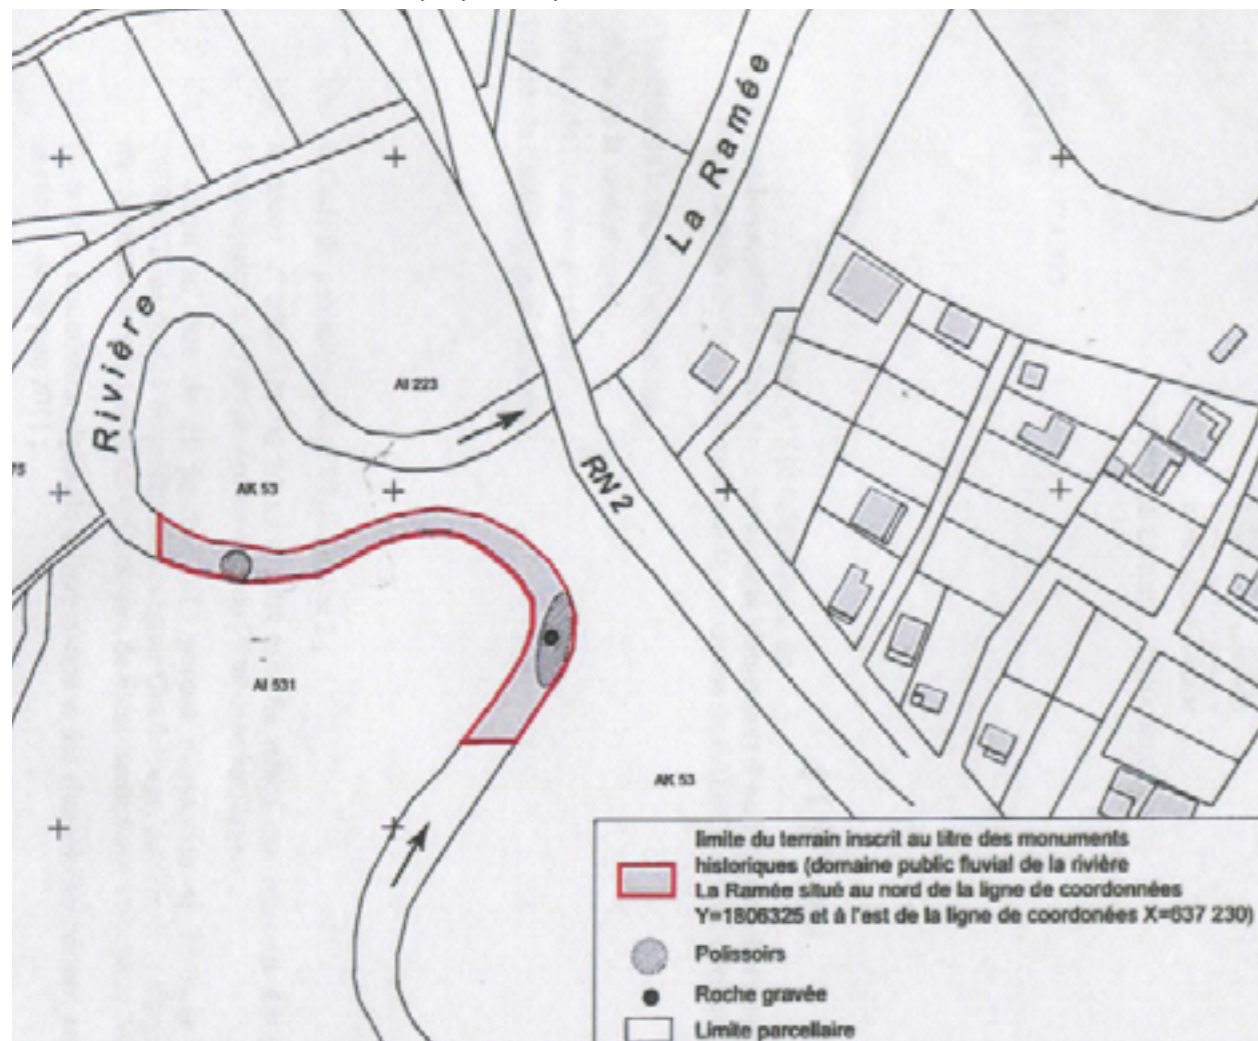 La Ramée
Rivière
AI 223
RN 2
75
AK 53
AI 531
AK 53
limite du terrain inscrit au titre des monuments
historiques (domaine public fluvial de la rivière
La Ramée situé au nord de la ligne de coordonnées
Y=1806325 et à l'est de la ligne de coordonées X=637 230)
Polissoirs
Roche gravée
Limite parcellaire